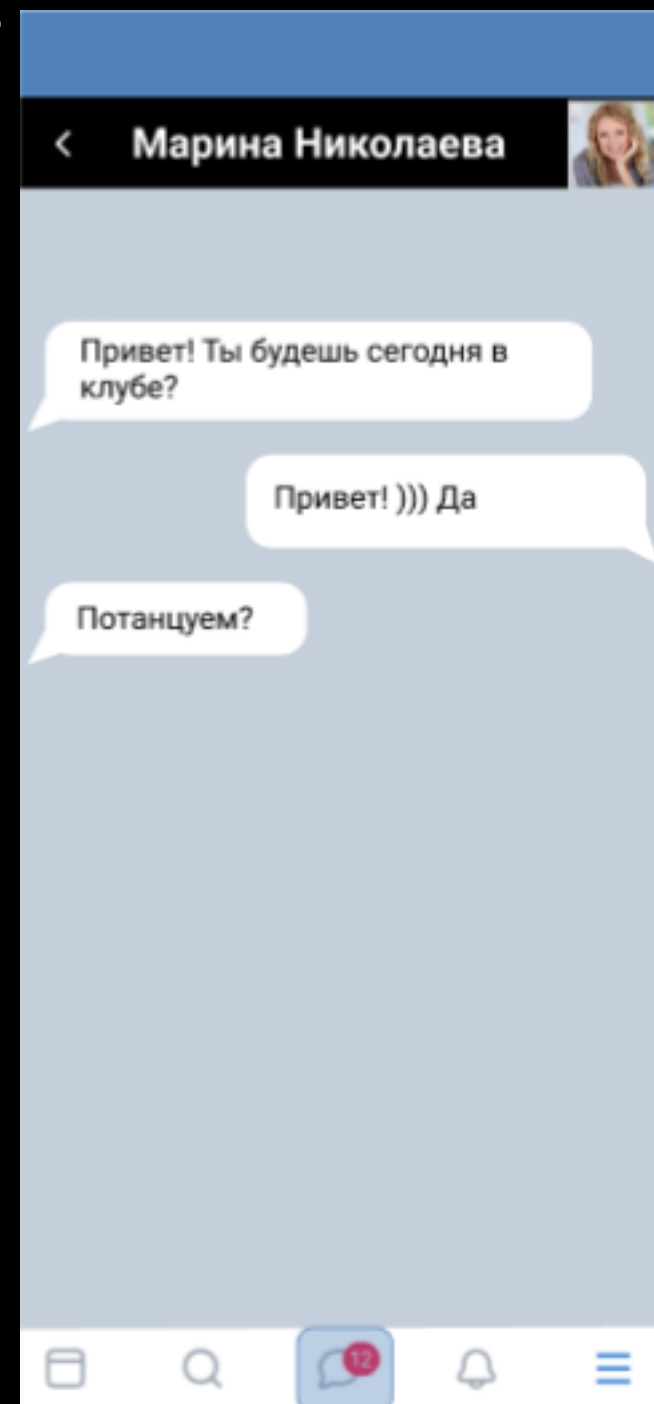 Марина Николаева
Привет! Ты будешь сегодня в
клубе?
Привет! ))) Да
Потанцуем?
12